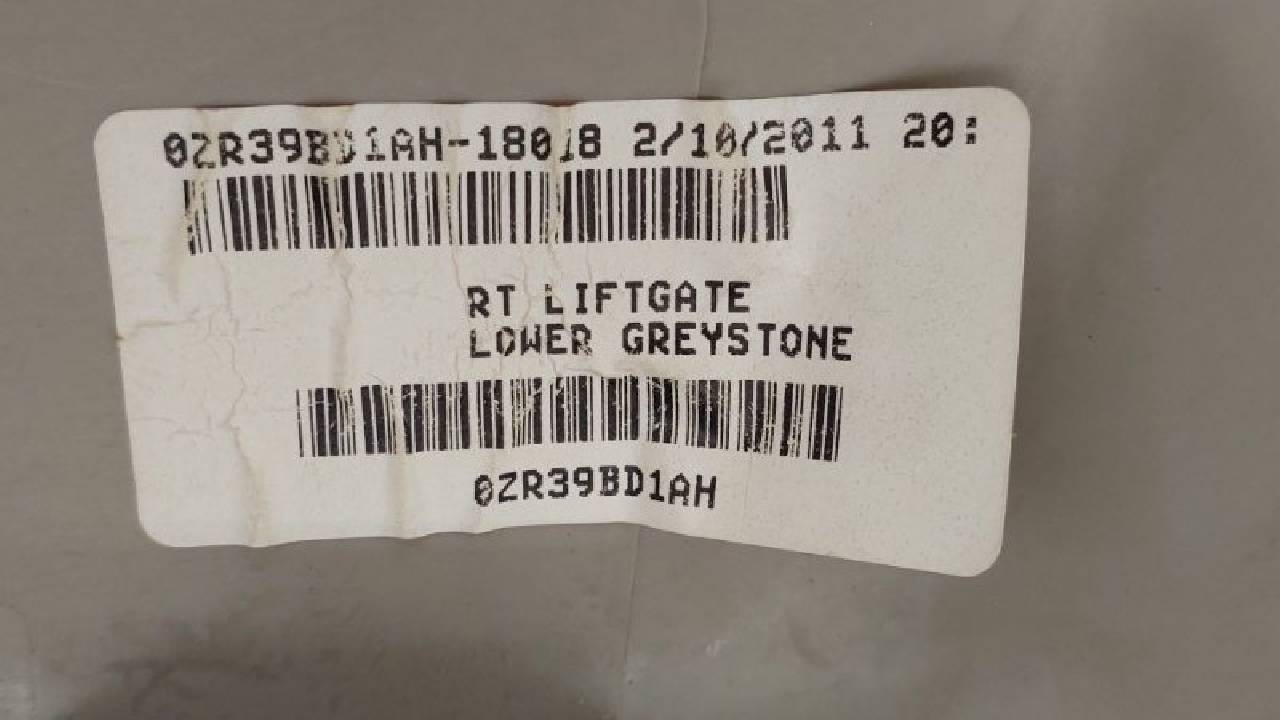 0ZR39BD1AH-18018 2/10/2011 20:
RT LIFTGATE
LOWER GREYSTONE
0ZR39BD1AH